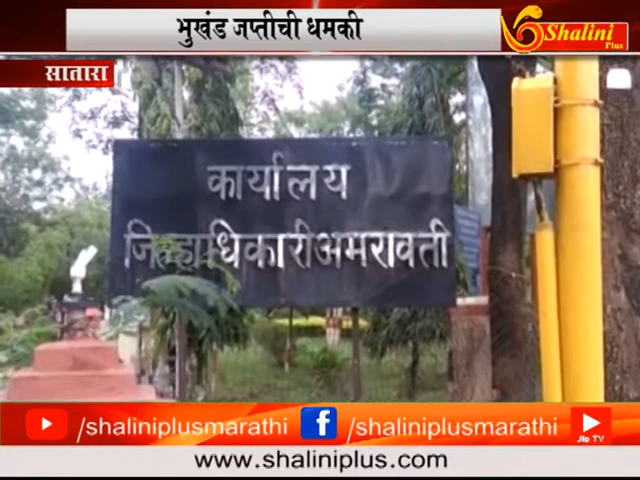 भुखंड जप्तीची धमकी
Shalini
Plus
सातारा
कार्यालय
जिल्हाधिकारी अमरावती
/shaliniplusmarathi
/shaliniplusmarathi
Jio TV
www.shaliniplus.com